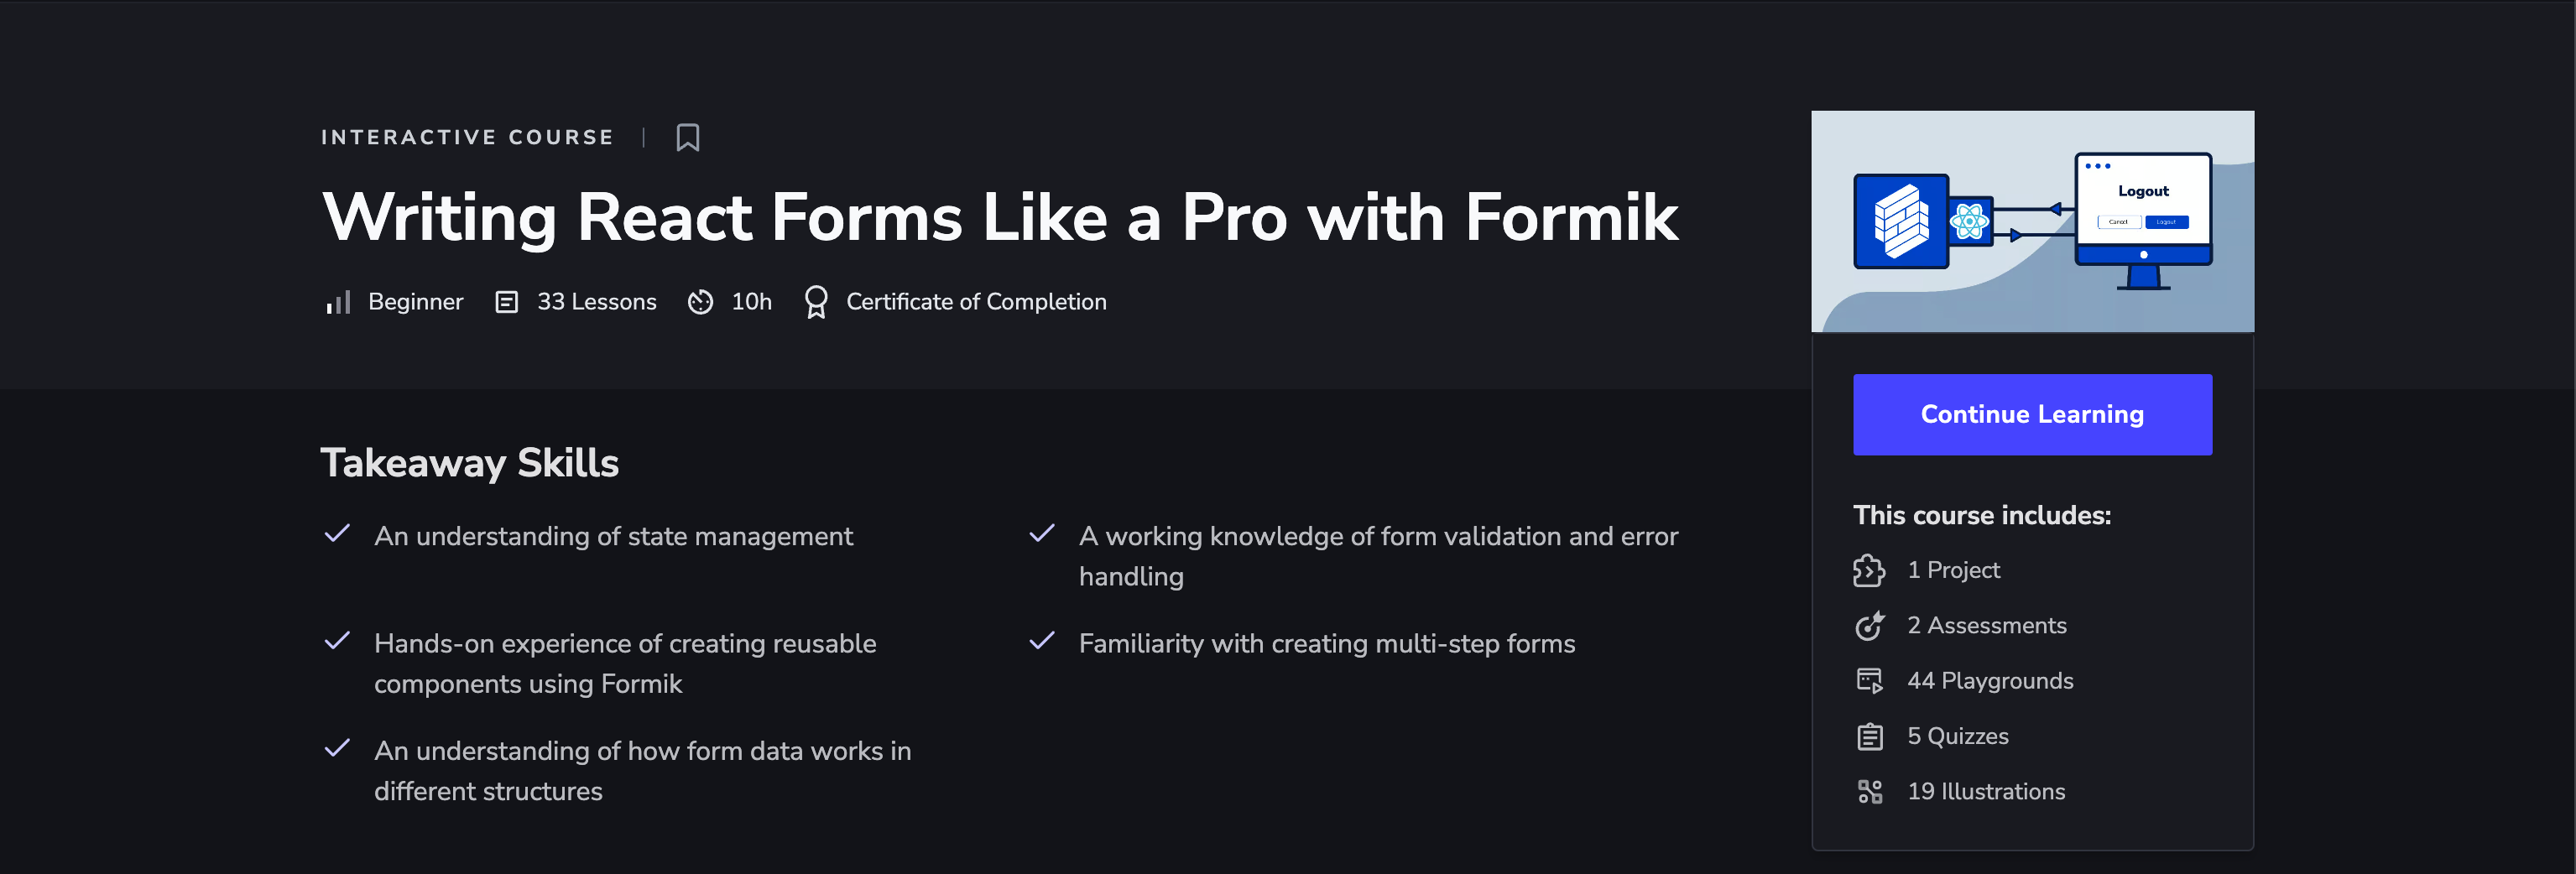 INTERACTIVE COURSE
Writing React Forms Like a Pro with Formik
Beginner
33 Lessons
10h
Certificate of Completion
Takeaway Skills
An understanding of state management
A working knowledge of form validation and error
handling
Hands-on experience of creating reusable
components using Formik
Familiarity with creating multi-step forms
An understanding of how form data works in
different structures
Logout
Cancel
Logout
Continue Learning
This course includes:
1 Project
2 Assessments
44 Playgrounds
5 Quizzes
19 Illustrations